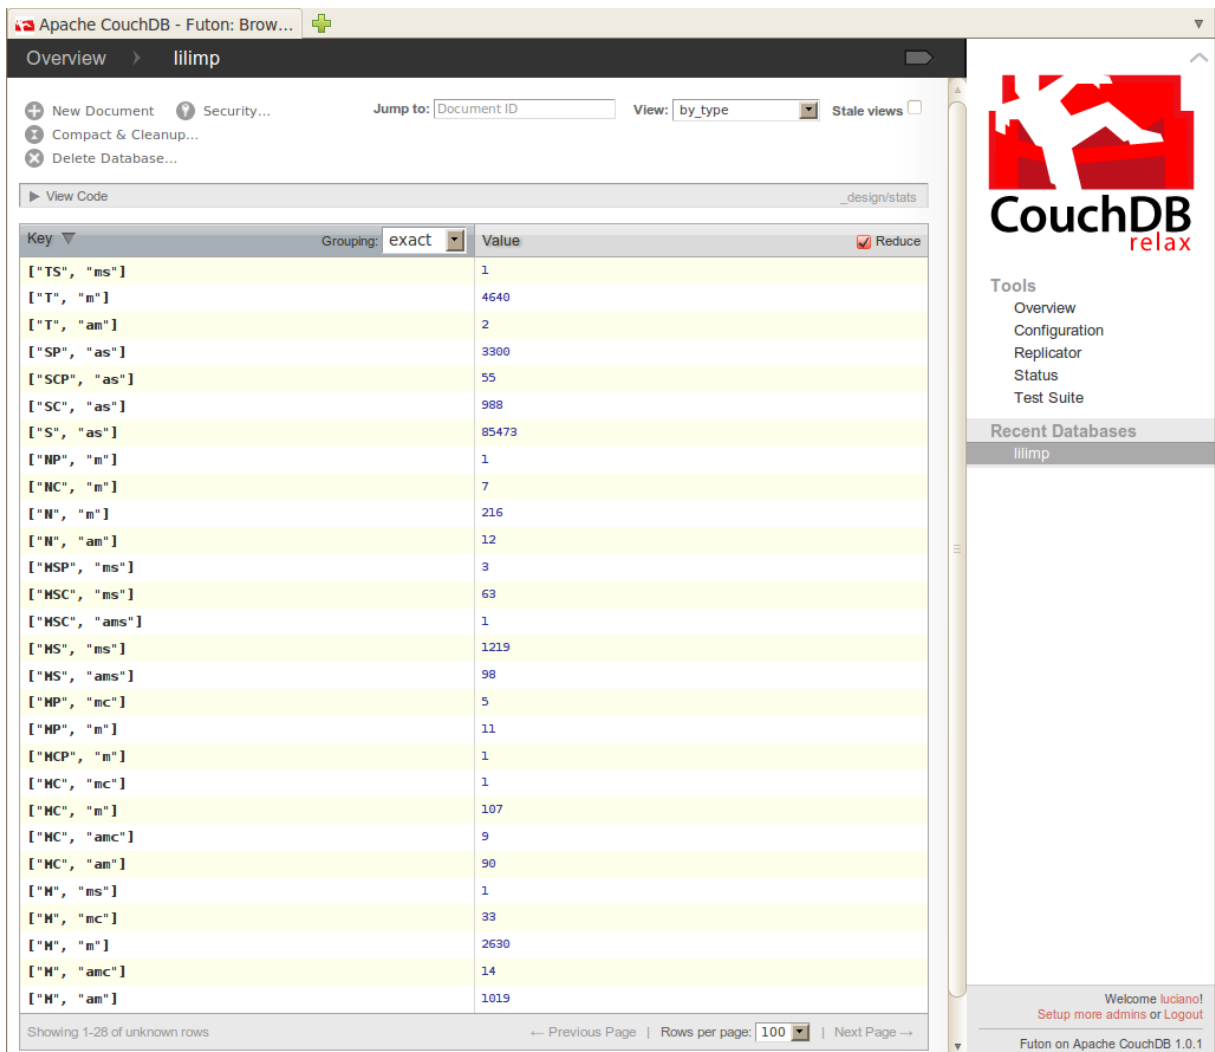 Apache CouchDB - Futon: Brow...
Overview lilimp
New Document Security... Jump to: Document ID View: by_type Stale views
Compact & Cleanup...
Delete Database...
View Code _design/stats
Key Grouping: exact Value Reduce
["TS", "ms"] 1
["T", "m"] 4640
["T", "am"] 2
["SP", "as"] 3300
["SCP", "as"] 55
["SC", "as"] 988
["S", "as"] 85473
["NP", "m"] 1
["NC", "m"] 7
["N", "m"] 216
["N", "am"] 12
["MSP", "ms"] 3
["MSC", "ms"] 63
["MSC", "ams"] 1
["MS", "ms"] 1219
["MS", "ams"] 98
["MP", "mc"] 5
["MP", "m"] 11
["MCP", "m"] 1
["MC", "mc"] 1
["MC", "m"] 107
["MC", "amc"] 9
["MC", "am"] 90
["M", "ms"] 1
["M", "mc"] 33
["M", "m"] 2630
["M", "amc"] 14
["M", "am"] 1019
Showing 1-28 of unknown rows ← Previous Page | Rows per page: 100 | Next Page →
CouchDB
relax
Tools
Overview
Configuration
Replicator
Status
Test Suite
Recent Databases
lilimp
Welcome luciano!
Setup more admins or Logout
Futon on Apache CouchDB 1.0.1